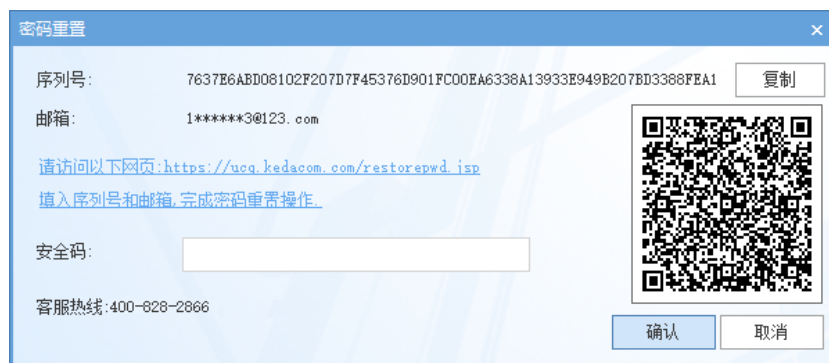 密码重置
序列号: 7637E6ABD08102F207D7F45376D901FC00EA6338A13933E949B207BD3388FEA1 复制
邮箱: 1******3@123.com
请访问以下网页:https://ucq.kedacom.com/restorepwd.jsp
填入序列号和邮箱,完成密码重置操作.
安全码:
客服热线:400-828-2866
确认 取消